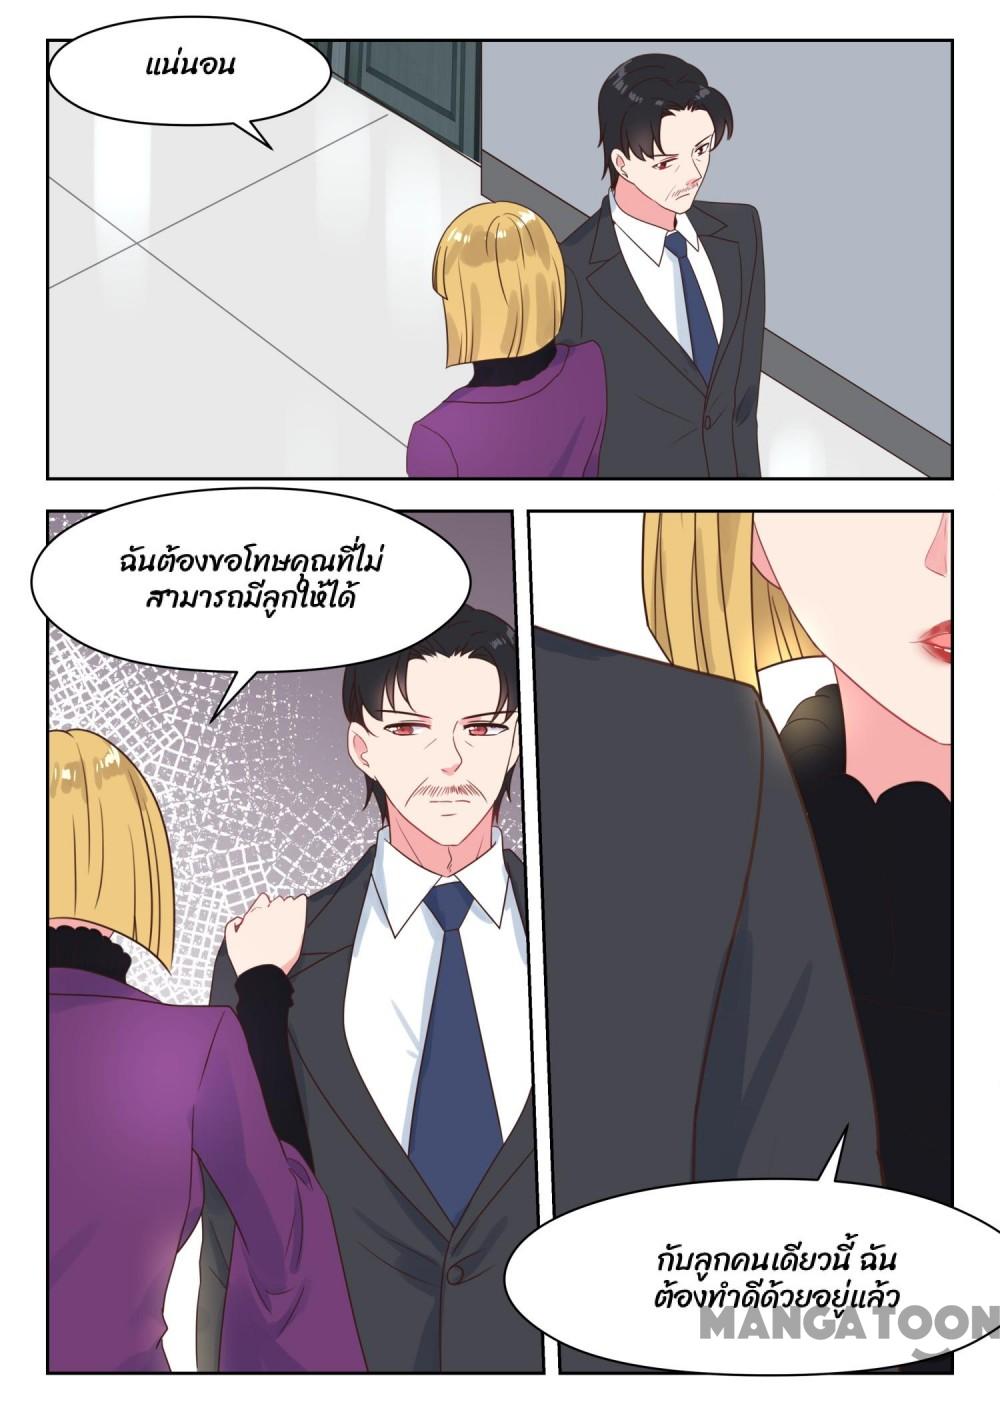 แน่นอน
ฉันต้องขอโทษคุณที่ไม่
สามารถมีลูกให้ได้
กับลูกคนเดียวนี้ ฉัน
ต้องทำดีด้วยอยู่แล้ว
MANGATOON